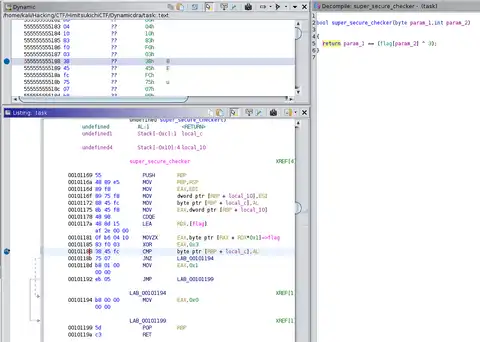 Dynamic
/home/kali/Hacking/CTF/HimitsukichiCTF/Dynamicdra/task .text
555555555183 04 ?? 04h
555555555184 10 ?? 10h
555555555185 83 ?? 83h
555555555186 f0 ?? F0h
555555555187 03 ?? 03h
555555555188 38 ?? 38h 8
555555555189 45 ?? 45h E
55555555518a fc ?? FCh
55555555518b 75 ?? 75h u
55555555518c 07 ?? 07h
Listing: task
undefined super_secure_checker()
undefined AL:1 <RETURN>
undefined1 Stack[-0xc]:1 local_c
undefined4 Stack[-0x10]:4 local_10
super_secure_checker XREF[4]
00101169 55 PUSH RBP
0010116a 48 89 e5 MOV RBP,RSP
0010116d 89 f8 MOV EAX,EDI
0010116f 89 75 f8 MOV dword ptr [RBP + local_10],ESI
00101172 88 45 fc MOV byte ptr [RBP + local_c],AL
00101175 8b 45 f8 MOV EAX,dword ptr [RBP + local_10]
00101178 48 98 CDQE
0010117a 48 8d 15 LEA RDX,[flag]
af 2e 00 00
00101181 0f b6 04 10 MOVZX EAX,byte ptr [RAX + RDX*0x1]=>flag
00101185 83 f0 03 XOR EAX,0x3
00101188 38 45 fc CMP byte ptr [RBP + local_c],AL
0010118b 75 07 JNZ LAB_00101194
0010118d b8 01 00 MOV EAX,0x1
00 00
00101192 eb 05 JMP LAB_00101199
LAB_00101194 XREF[1]
00101194 b8 00 00 MOV EAX,0x0
00 00
LAB_00101199 XREF[1]
00101199 5d POP RBP
0010119a c3 RET
Decompile: super_secure_checker - (task)
1
2 bool super_secure_checker(byte param_1,int param_2)
3
4 {
5 return param_1 == (flag[param_2] ^ 3);
6 }
7